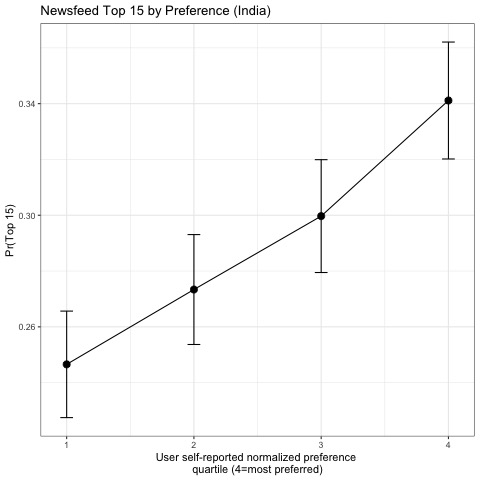 Newsfeed Top 15 by Preference (India)
Pr(Top 15)
0.34
0.30
0.26
1 2 3 4
User self-reported normalized preference
quartile (4=most preferred)